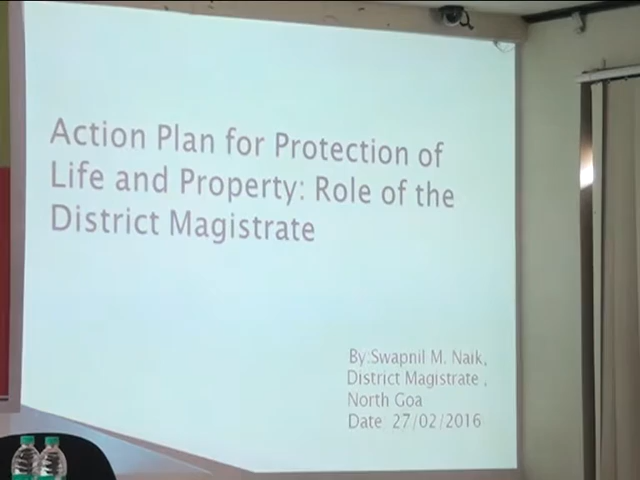 Action Plan for Protection of
Life and Property: Role of the
District Magistrate
By:Swapnil M. Naik,
District Magistrate ,
North Goa
Date 27/02/2016